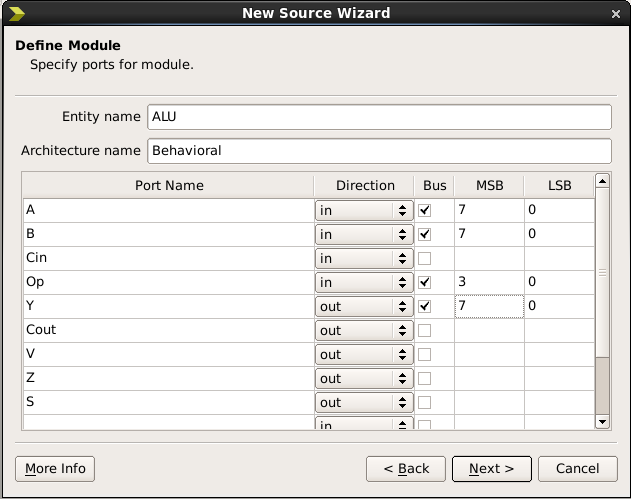 New Source Wizard
Define Module
Specify ports for module.
Entity name ALU
Architecture name Behavioral
Port Name Direction Bus MSB LSB
A in 7 0
B in 7 0
Cin in
Op in 3 0
Y out 7 0
Cout out
V out
Z out
S out
in
More Info < Back Next > Cancel